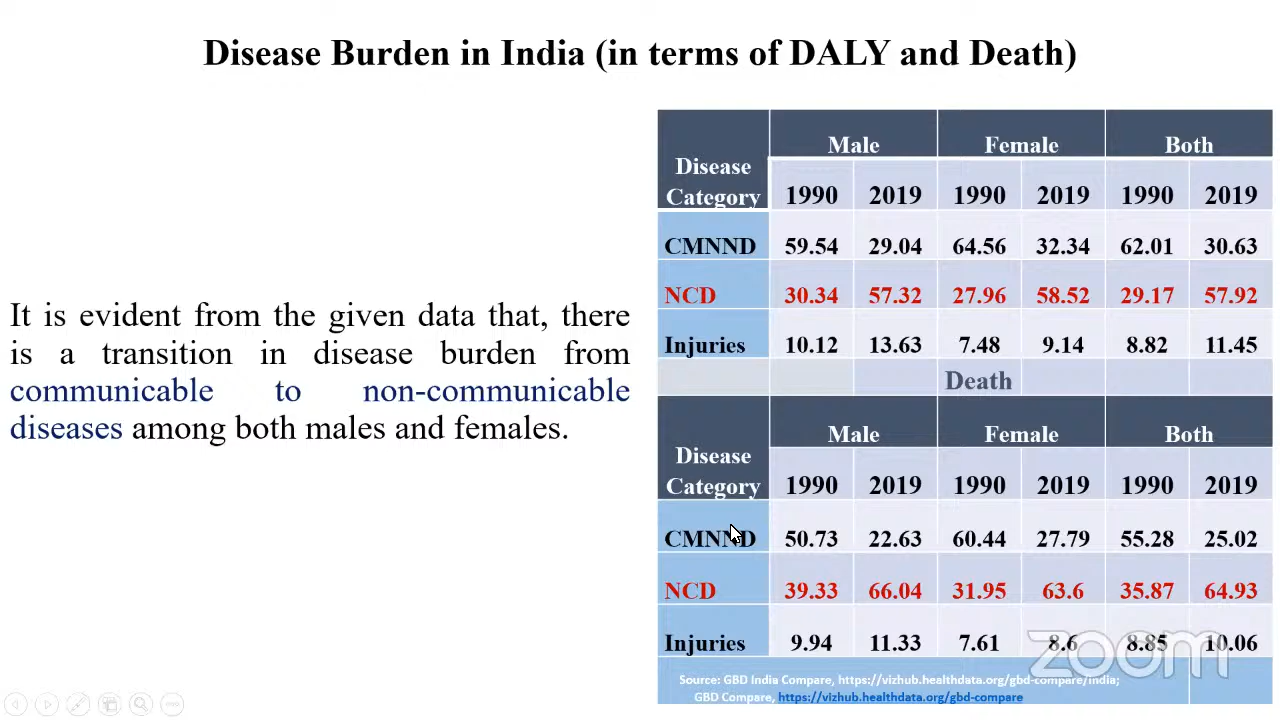 Disease Burden in India (in terms of DALY and Death)
It is evident from the given data that, there
is a transition in disease burden from
communicable to non-communicable
diseases among both males and females.
Disease Category Male Female Both
1990 2019 1990 2019 1990 2019
CMNND 59.54 29.04 64.56 32.34 62.01 30.63
NCD 30.34 57.32 27.96 58.52 29.17 57.92
Injuries 10.12 13.63 7.48 9.14 8.82 11.45
Death
Disease Category Male Female Both
1990 2019 1990 2019 1990 2019
CMNND 50.73 22.63 60.44 27.79 55.28 25.02
NCD 39.33 66.04 31.95 63.6 35.87 64.93
Injuries 9.94 11.33 7.61 8.6 8.85 10.06
zoom
Source: GBD India Compare, https://vizhub.healthdata.org/gbd-compare/india;
GBD Compare, https://vizhub.healthdata.org/gbd-compare